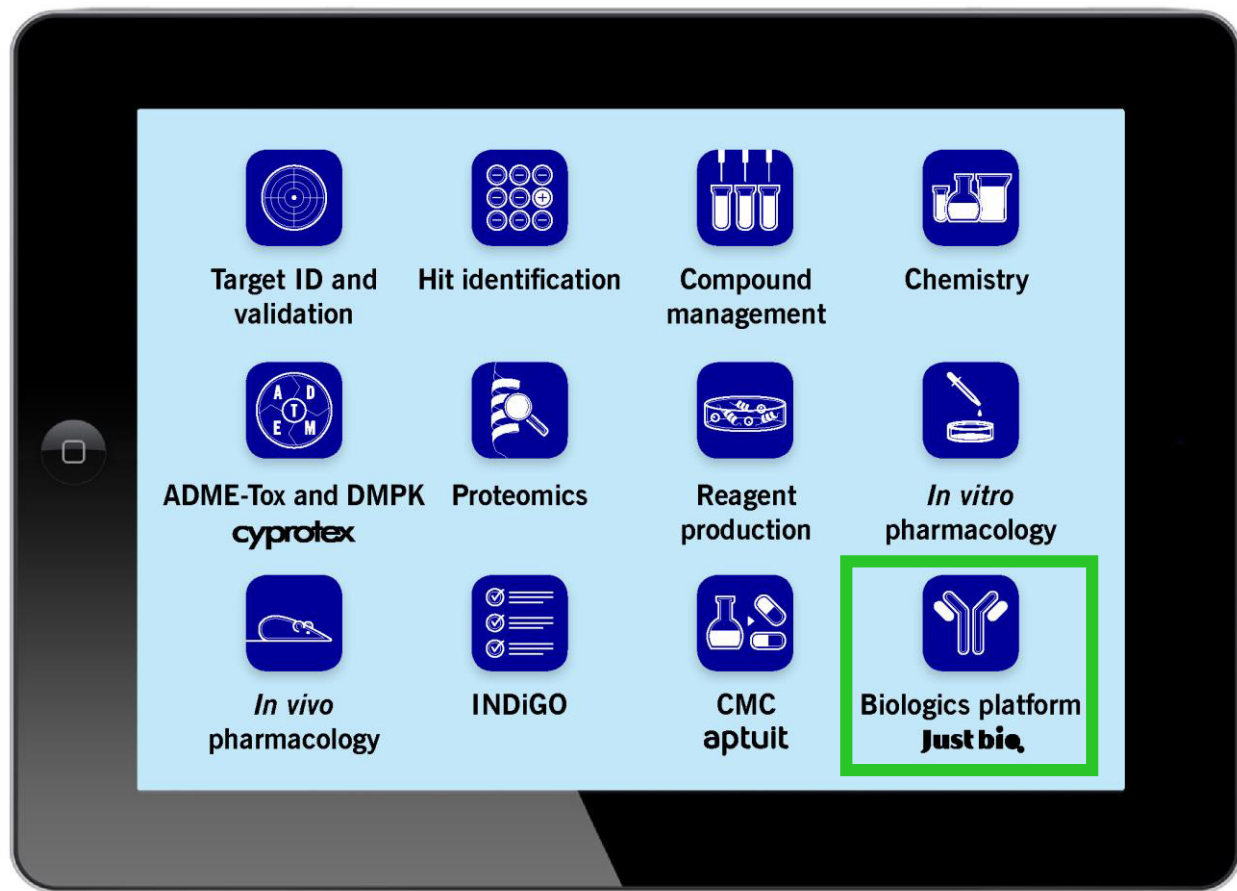 Target ID and
validation
Hit identification
Compound
management
Chemistry
A D
T
E M
ADME-Tox and DMPK
cyprotex
Proteomics
Reagent
production
In vitro
pharmacology
In vivo
pharmacology
INDiGO
CMC
aptuit
Biologics platform
Just bio